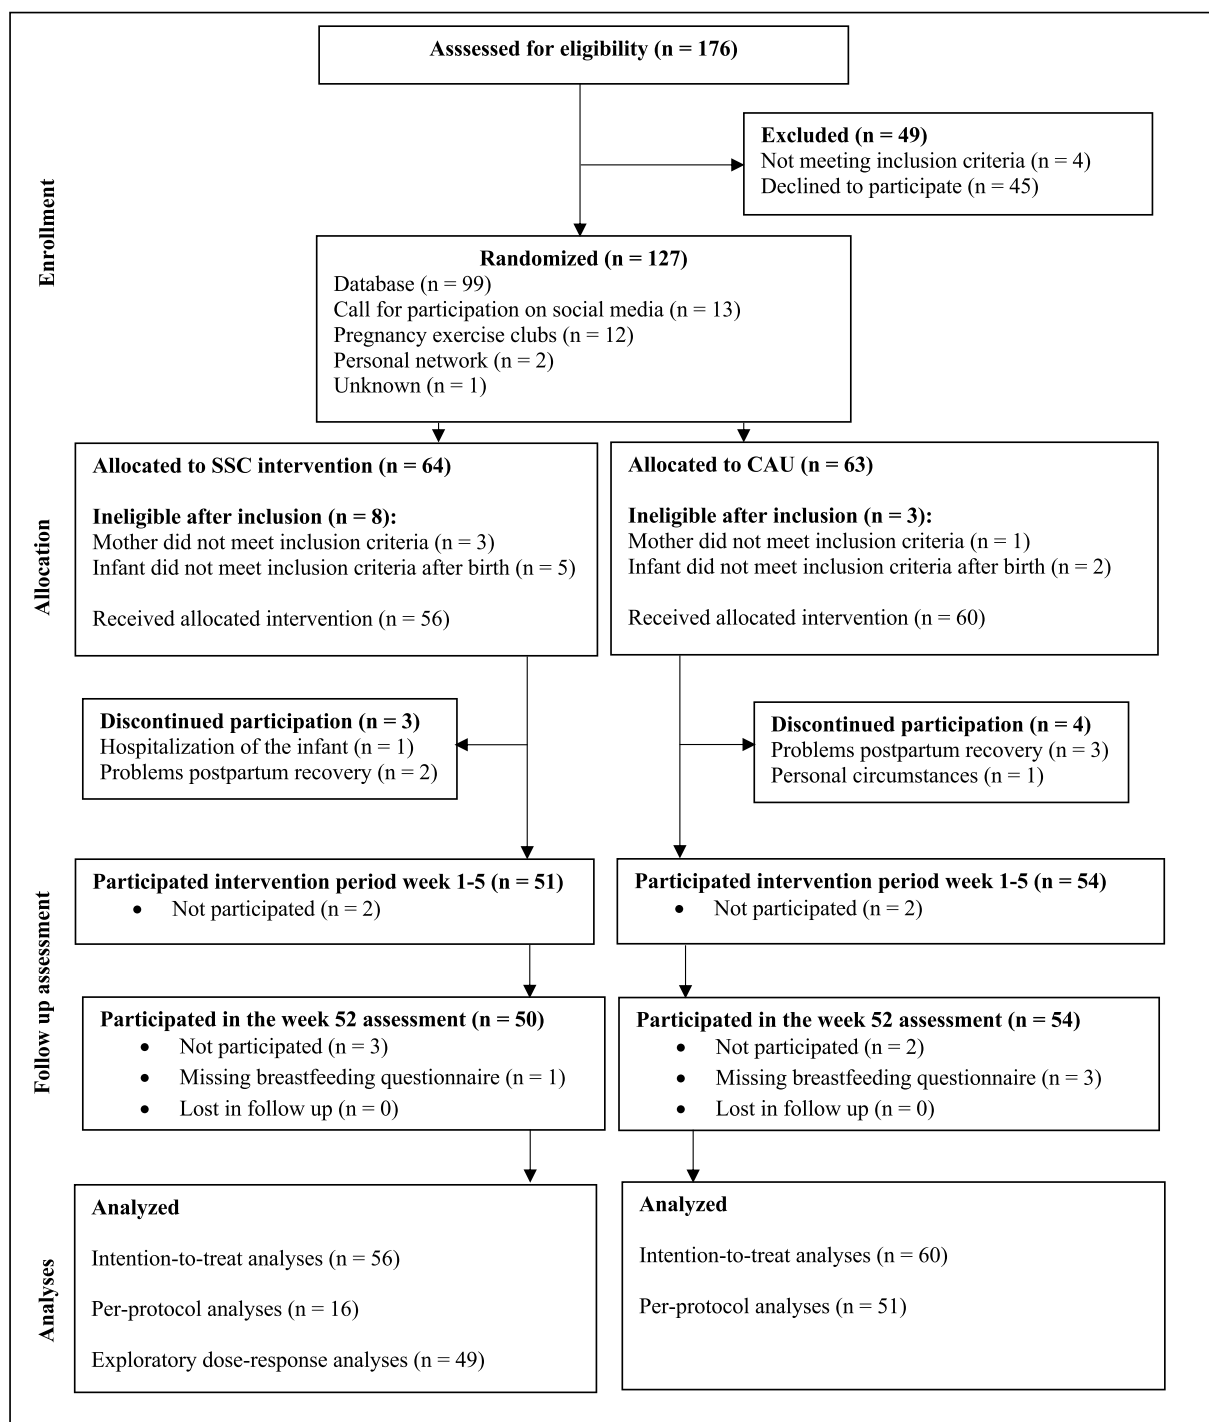 Asssessed for eligibility (n = 176)
Excluded (n = 49)
Not meeting inclusion criteria (n = 4)
Declined to participate (n = 45)
Enrollment
Randomized (n = 127)
Database (n = 99)
Call for participation on social media (n = 13)
Pregnancy exercise clubs (n = 12)
Personal network (n = 2)
Unknown (n = 1)
Allocation
Allocated to SSC intervention (n = 64)
Ineligible after inclusion (n = 8):
Mother did not meet inclusion criteria (n = 3)
Infant did not meet inclusion criteria after birth (n = 5)
Received allocated intervention (n = 56)
Allocated to CAU (n = 63)
Ineligible after inclusion (n = 3):
Mother did not meet inclusion criteria (n = 1)
Infant did not meet inclusion criteria after birth (n = 2)
Received allocated intervention (n = 60)
Discontinued participation (n = 3)
Hospitalization of the infant (n = 1)
Problems postpartum recovery (n = 2)
Discontinued participation (n = 4)
Problems postpartum recovery (n = 3)
Personal circumstances (n = 1)
Follow up assessment
Participated intervention period week 1-5 (n = 51)
• Not participated (n = 2)
Participated intervention period week 1-5 (n = 54)
• Not participated (n = 2)
Participated in the week 52 assessment (n = 50)
• Not participated (n = 3)
• Missing breastfeeding questionnaire (n = 1)
• Lost in follow up (n = 0)
Participated in the week 52 assessment (n = 54)
• Not participated (n = 2)
• Missing breastfeeding questionnaire (n = 3)
• Lost in follow up (n = 0)
Analyses
Analyzed
Intention-to-treat analyses (n = 56)
Per-protocol analyses (n = 16)
Exploratory dose-response analyses (n = 49)
Analyzed
Intention-to-treat analyses (n = 60)
Per-protocol analyses (n = 51)